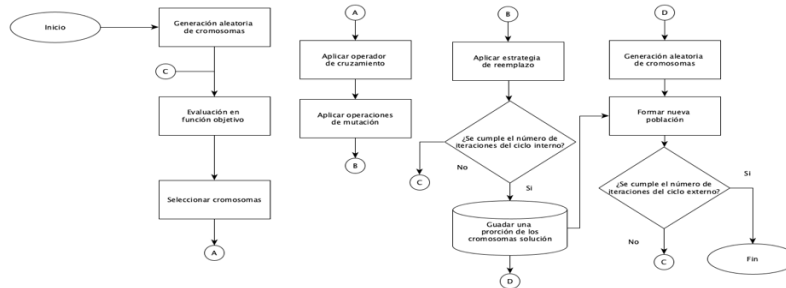 Inicio
Generación aleatoria
de cromosomas
C
Evaluación en
función objetivo
Seleccionar cromosomas
A
A
Aplicar operador
de cruzamiento
Aplicar operaciones
de mutación
B
B
Aplicar estrategia
de reemplazo
¿Se cumple el número de
iteraciones del ciclo interno?
No
C
Si
Guadar una
proporción de los
cromosomas solución
D
D
Generación aleatoria
de cromosomas
Formar nueva
población
¿Se cumple el número de
iteraciones del ciclo externo?
Si
No
C
Fin